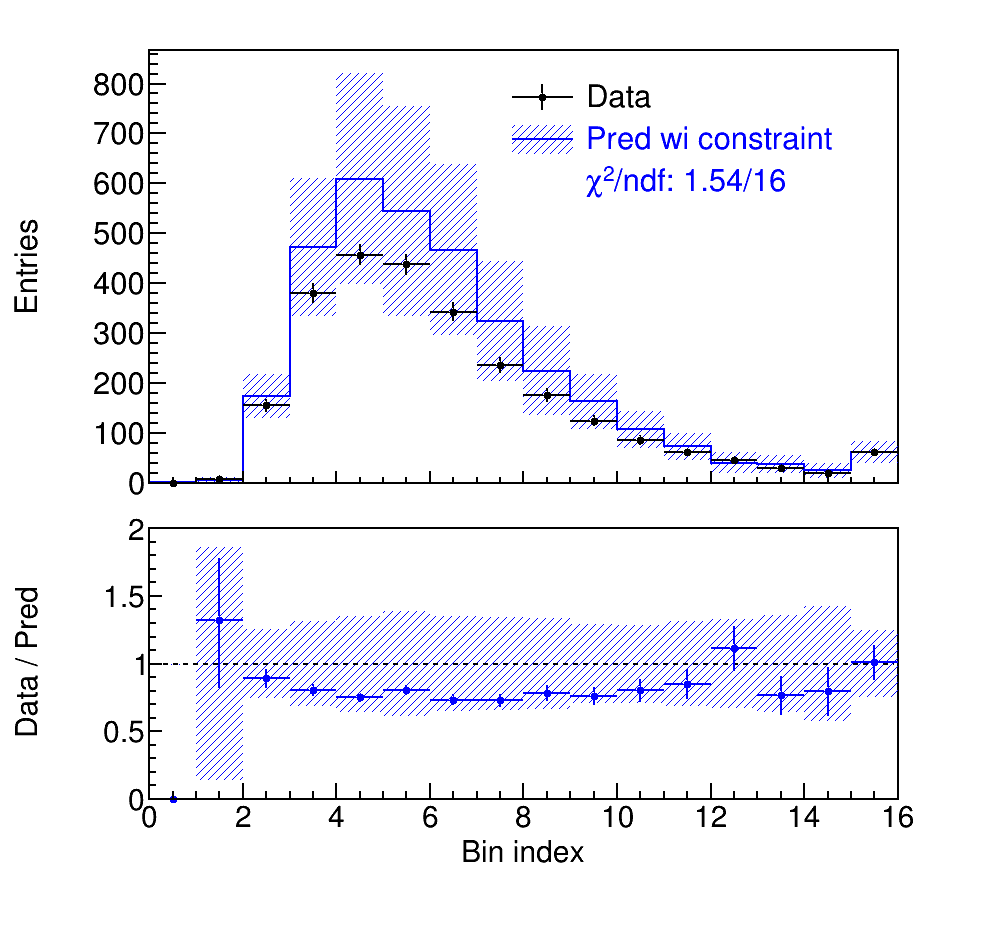 Entries
800
700
600
500
400
300
200
100
0
Data
Pred wi constraint
χ²/ndf: 1.54/16
Data / Pred
2
1.5
1
0.5
0
0 2 4 6 8 10 12 14 16
Bin index